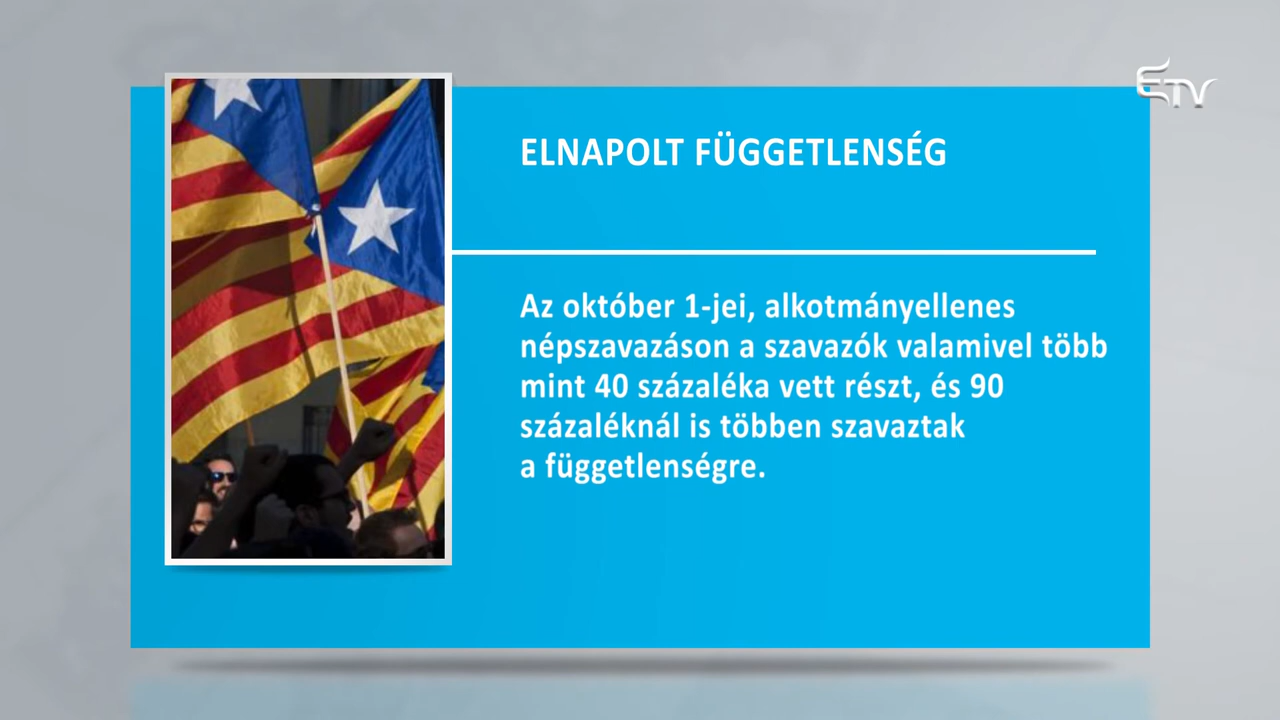 ETV
ELNAPOLT FÜGGETLENSÉG
Az október 1-jei, alkotmányellenes
népszavazáson a szavazók valamivel több
mint 40 százaléka vett részt, és 90
százaléknál is többen szavaztak
a függetlenségre.